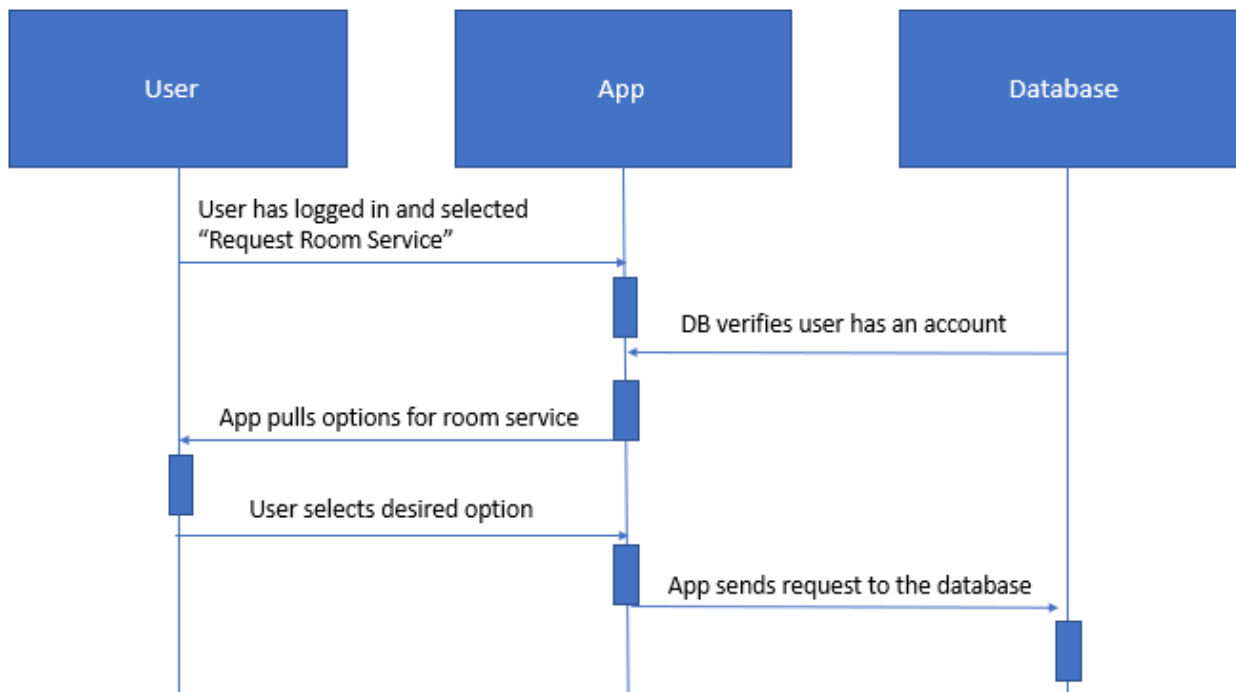 User
App
Database
User has logged in and selected
“Request Room Service”
DB verifies user has an account
App pulls options for room service
User selects desired option
App sends request to the database